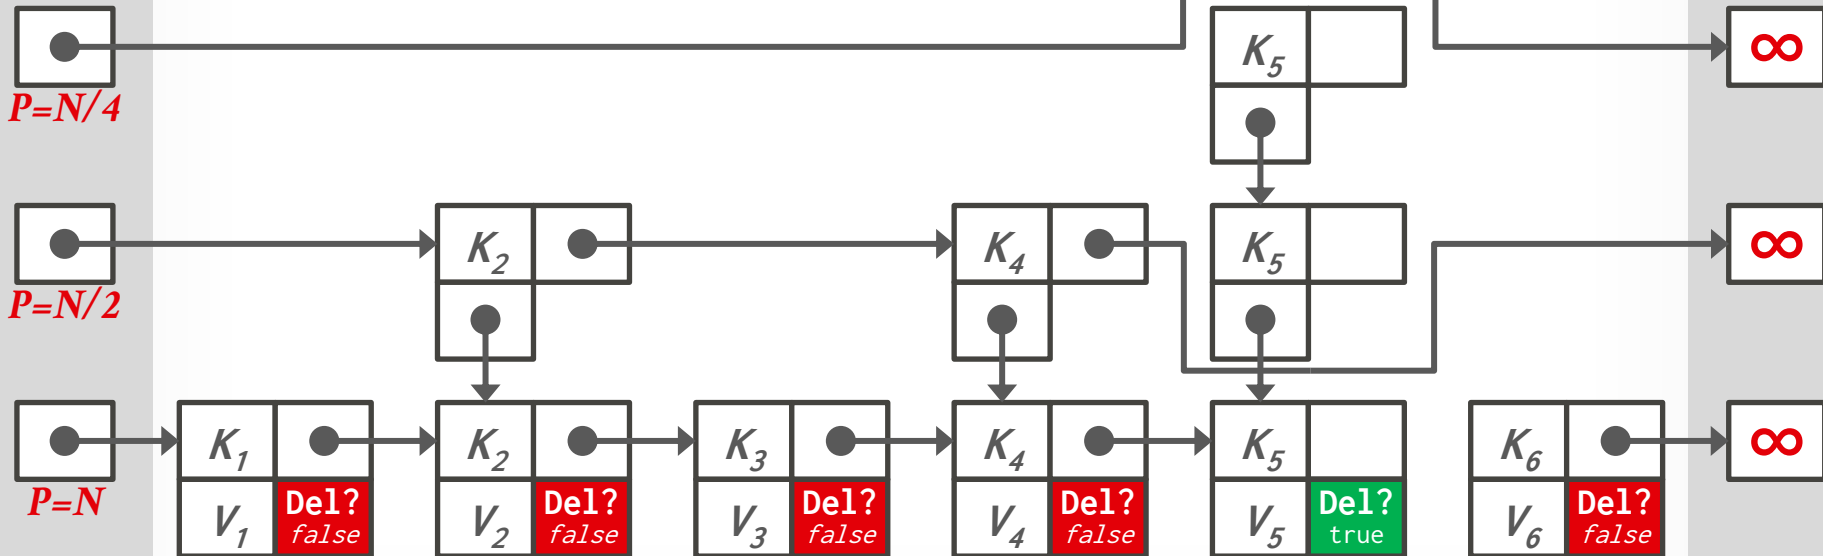 K5 ∞
P=N/4
K2 K4 K5 ∞
P=N/2
K1 K2 K3 K4 K5 K6 ∞
P=N
V1 Del? false V2 Del? false V3 Del? false V4 Del? false V5 Del? true V6 Del? false